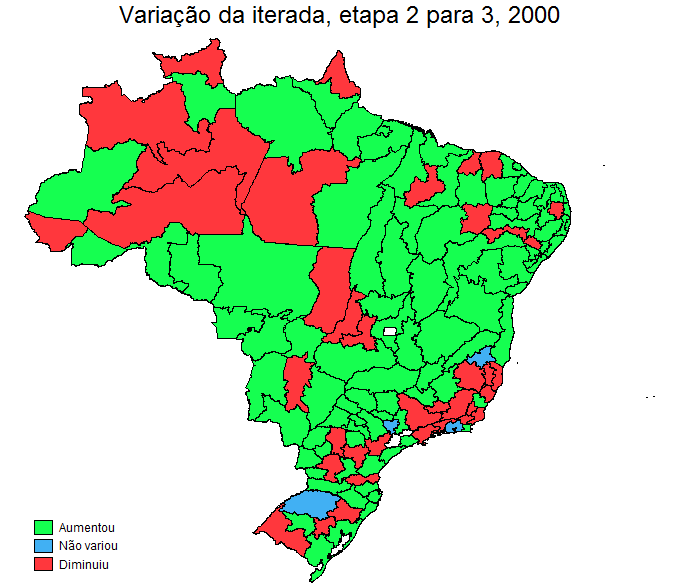 Variação da iterada, etapa 2 para 3, 2000
Aumentou
Não variou
Diminuiu